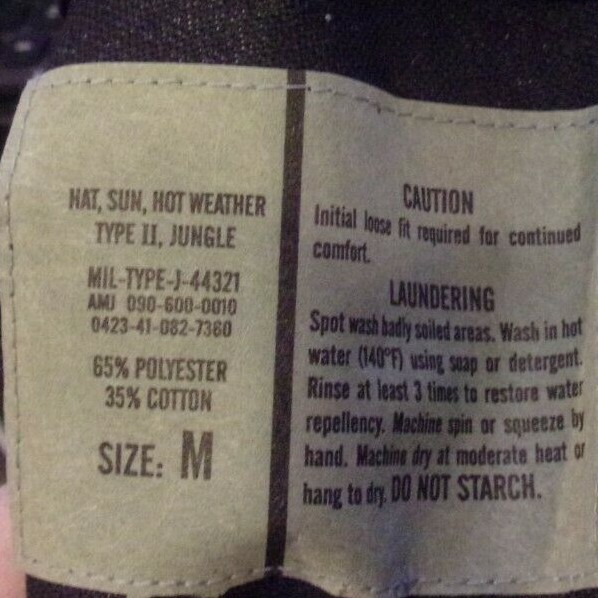 HAT, SUN, HOT WEATHER
TYPE II, JUNGLE
MIL-TYPE-J-44321
AMJ 090-600-0010
0423-41-082-7360
65% POLYESTER
35% COTTON
SIZE: M
CAUTION
Initial loose fit required for continued
comfort.
LAUNDERING
Spot wash badly soiled areas. Wash in hot
water (140°F) using soap or detergent.
Rinse at least 3 times to restore water
repellency. Machine spin or squeeze by
hand. Machine dry at moderate heat or
hang to dry. DO NOT STARCH.